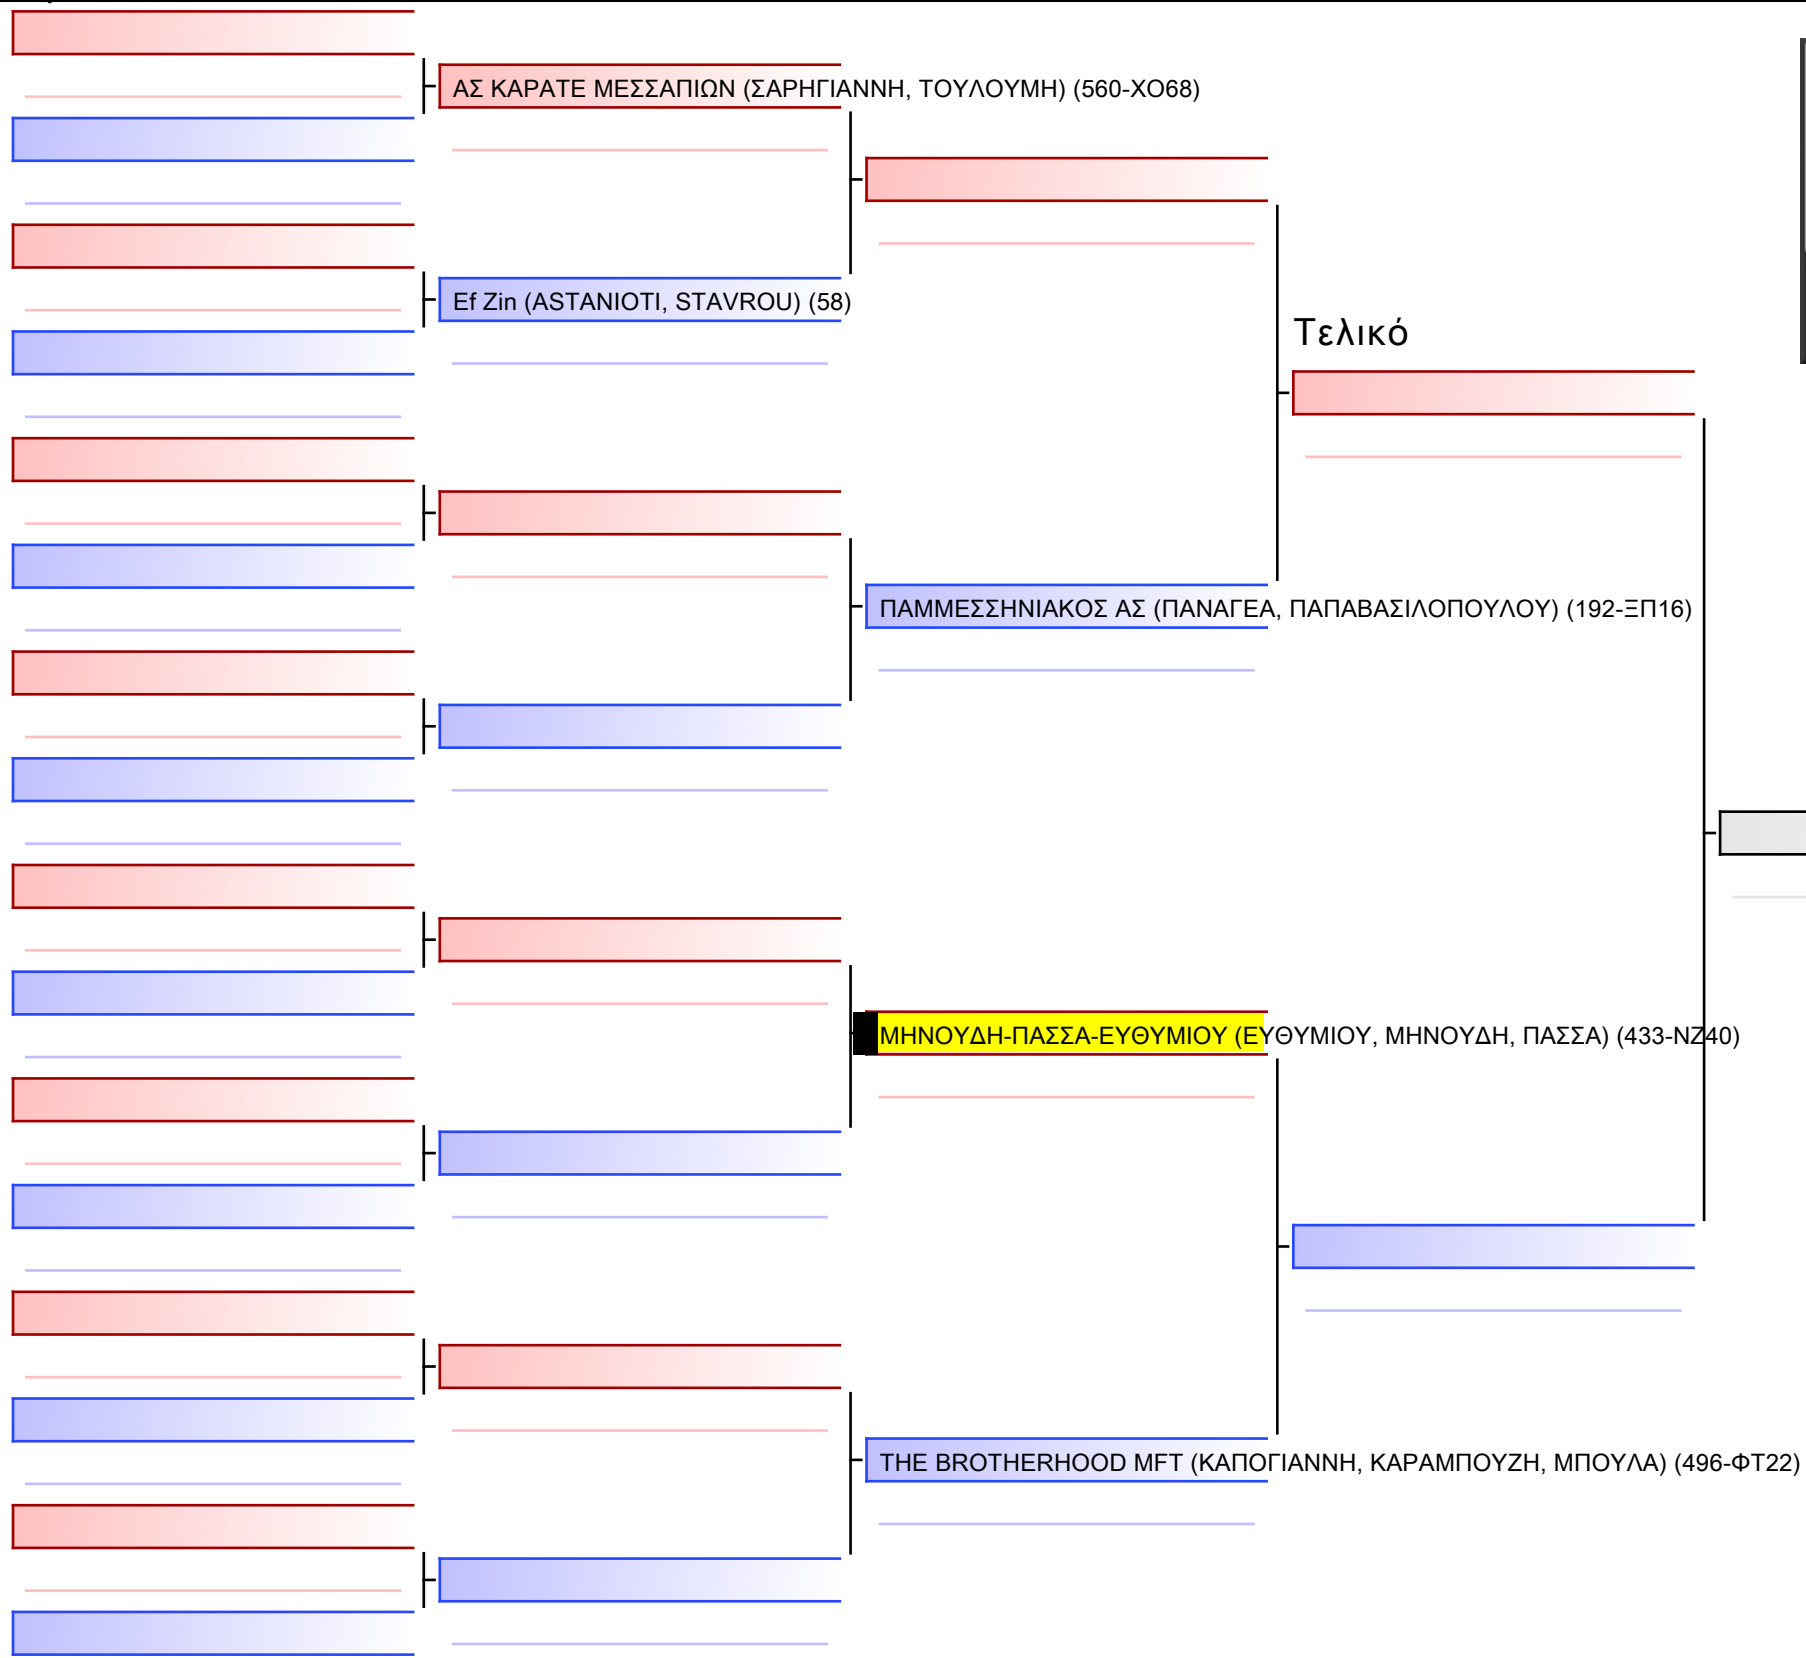 ΑΣ ΚΑΡΑΤΕ ΜΕΣΣΑΠΙΩΝ (ΣΑΡΗΓΙΑΝΝΗ, ΤΟΥΛΟΥΜΗ) (560-ΧΟ68)
Ef Zin (ASTANIOTI, STAVROU) (58)
Τελικό
ΠΑΜΜΕΣΣΗΝΙΑΚΟΣ ΑΣ (ΠΑΝΑΓΕΑ, ΠΑΠΑΒΑΣΙΛΟΠΟΥΛΟΥ) (192-ΞΠ16)
ΜΗΝΟΥΔΗ-ΠΑΣΣΑ-ΕΥΘΥΜΙΟΥ (ΕΥΘΥΜΙΟΥ, ΜΗΝΟΥΔΗ, ΠΑΣΣΑ) (433-ΝΖ40)
THE BROTHERHOOD MFT (ΚΑΠΟΓΙΑΝΝΗ, ΚΑΡΑΜΠΟΥΖΗ, ΜΠΟΥΛΑ) (496-ΦΤ22)